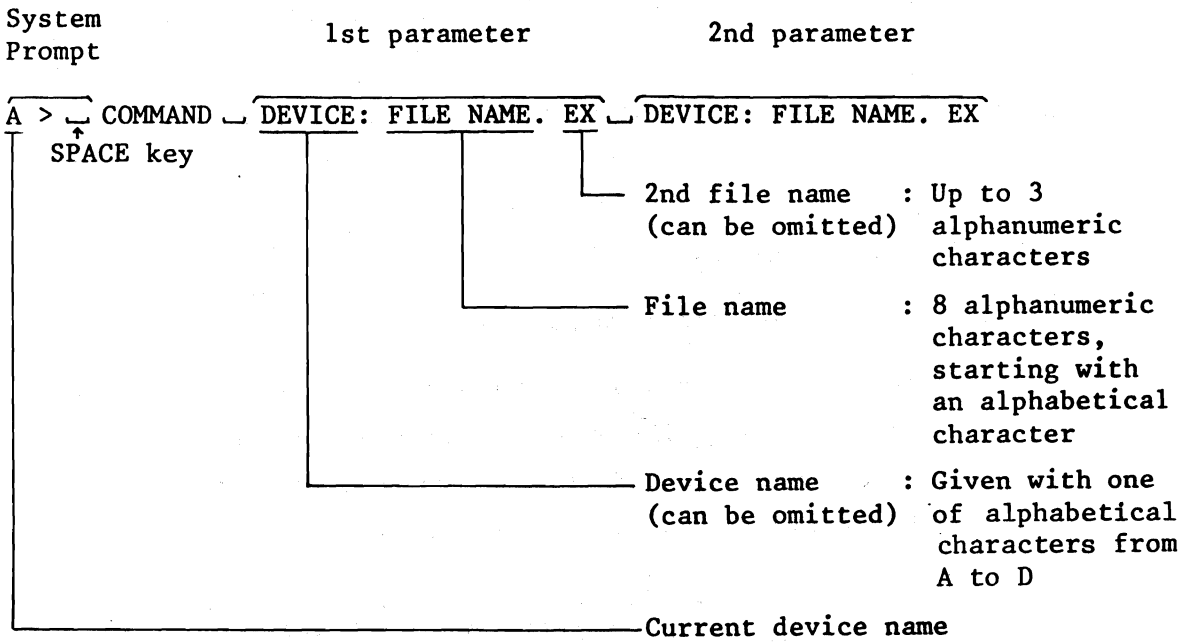 System
Prompt
1st parameter
2nd parameter
A > ⎵ COMMAND ⎵ DEVICE: FILE NAME. EX ⎵ DEVICE: FILE NAME. EX
SPACE key
2nd file name : Up to 3
(can be omitted) alphanumeric
characters
File name : 8 alphanumeric
characters,
starting with
an alphabetical
character
Device name : Given with one
(can be omitted) of alphabetical
characters from
A to D
Current device name